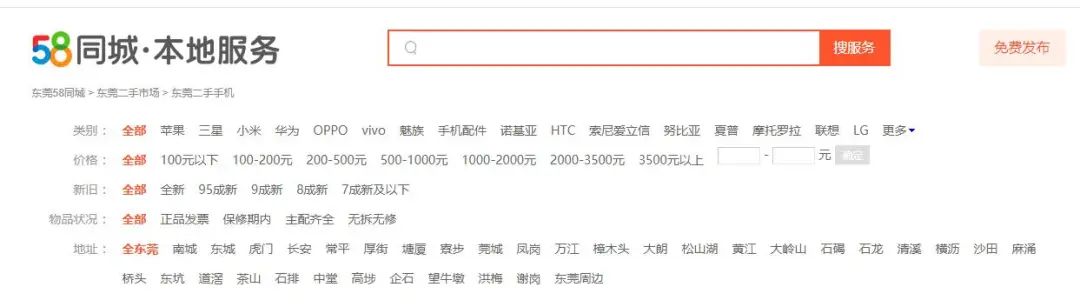 58同城·本地服务
搜服务
免费发布
东莞58同城 > 东莞二手市场 > 东莞二手手机
类别： 全部 苹果 三星 小米 华为 OPPO vivo 魅族 手机配件 诺基亚 HTC 索尼爱立信 努比亚 夏普 摩托罗拉 联想 LG 更多
价格： 全部 100元以下 100-200元 200-500元 500-1000元 1000-2000元 2000-3500元 3500元以上 - 元 确定
新旧： 全部 全新 95成新 9成新 8成新 7成新及以下
物品状况： 全部 正品发票 保修期内 主配齐全 无拆无修
地址： 全东莞 南城 东城 虎门 长安 常平 厚街 塘厦 寮步 莞城 凤岗 万江 樟木头 大朗 松山湖 黄江 大岭山 石碣 石龙 清溪 横沥 沙田 麻涌
桥头 东坑 道滘 茶山 石排 中堂 高埗 企石 望牛墩 洪梅 谢岗 东莞周边